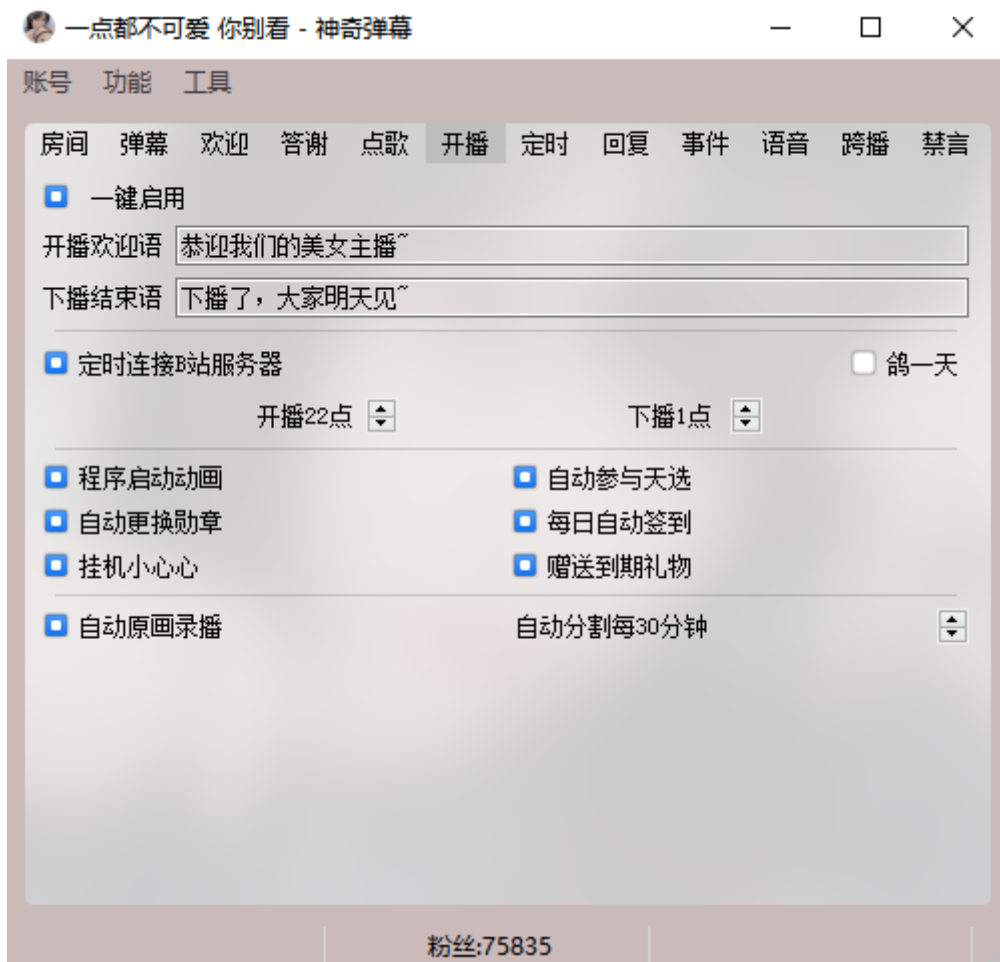 一点都不可爱 你别看 - 神奇弹幕
账号 功能 工具
房间 弹幕 欢迎 答谢 点歌 开播 定时 回复 事件 语音 跨播 禁言
一键启用
开播欢迎语 恭迎我们的美女主播~
下播结束语 下播了，大家明天见~
定时连接B站服务器 鸽一天
开播22点 下播1点
程序启动动画 自动参与天选
自动更换勋章 每日自动签到
挂机小心心 赠送到期礼物
自动原画录播 自动分割每30分钟
粉丝:75835